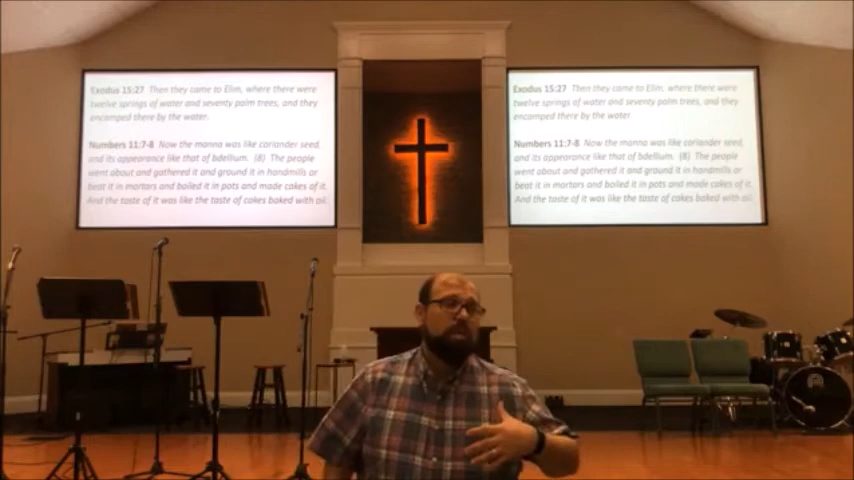 Exodus 15:27 Then they came to Elim, where there were
twelve springs of water and seventy palm trees, and they
encamped there by the water.
Numbers 11:7-8 Now the manna was like coriander seed,
and its appearance like that of bdellium. (8) The people
went about and gathered it and ground it in handmills or
beat it in mortars and boiled it in pots and made cakes of it.
And the taste of it was like the taste of cakes baked with oil.
Exodus 15:27 Then they came to Elim, where there were
twelve springs of water and seventy palm trees, and they
encamped there by the water.
Numbers 11:7-8 Now the manna was like coriander seed,
and its appearance like that of bdellium. (8) The people
went about and gathered it and ground it in handmills or
beat it in mortars and boiled it in pots and made cakes of it.
And the taste of it was like the taste of cakes baked with oil.